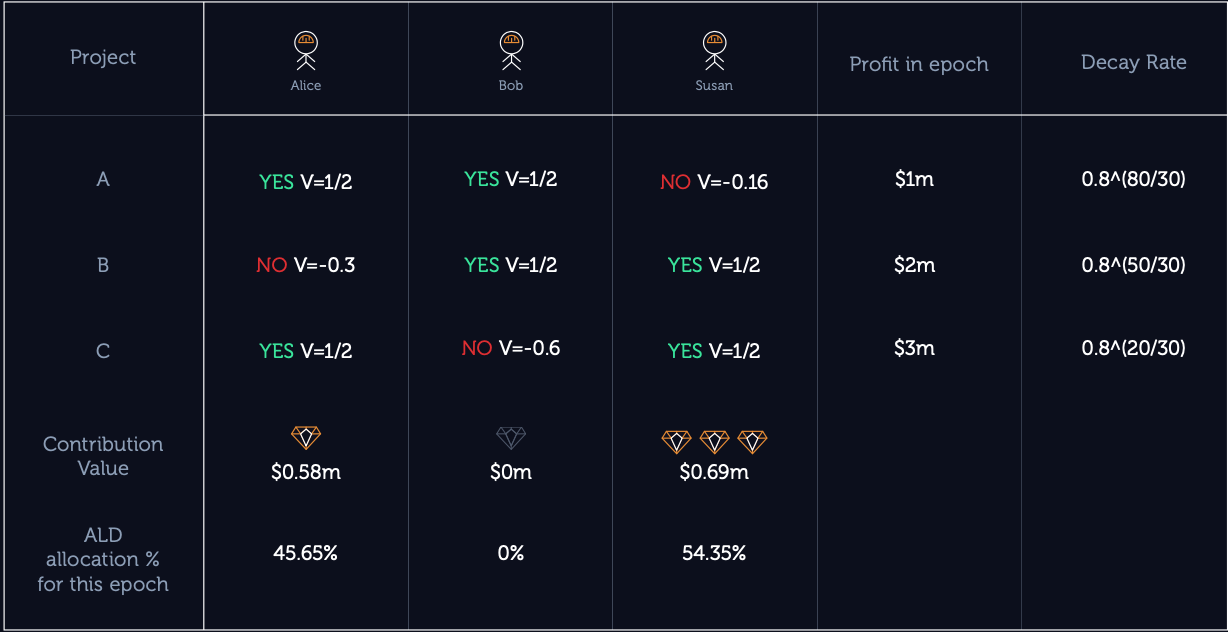 Project
Alice
Bob
Susan
Profit in epoch
Decay Rate
A
YES V=1/2
YES V=1/2
NO V=-0.16
$1m
0.8^(80/30)
B
NO V=-0.3
YES V=1/2
YES V=1/2
$2m
0.8^(50/30)
C
YES V=1/2
NO V=-0.6
YES V=1/2
$3m
0.8^(20/30)
Contribution
Value
$0.58m
$0m
$0.69m
ALD
allocation %
for this epoch
45.65%
0%
54.35%